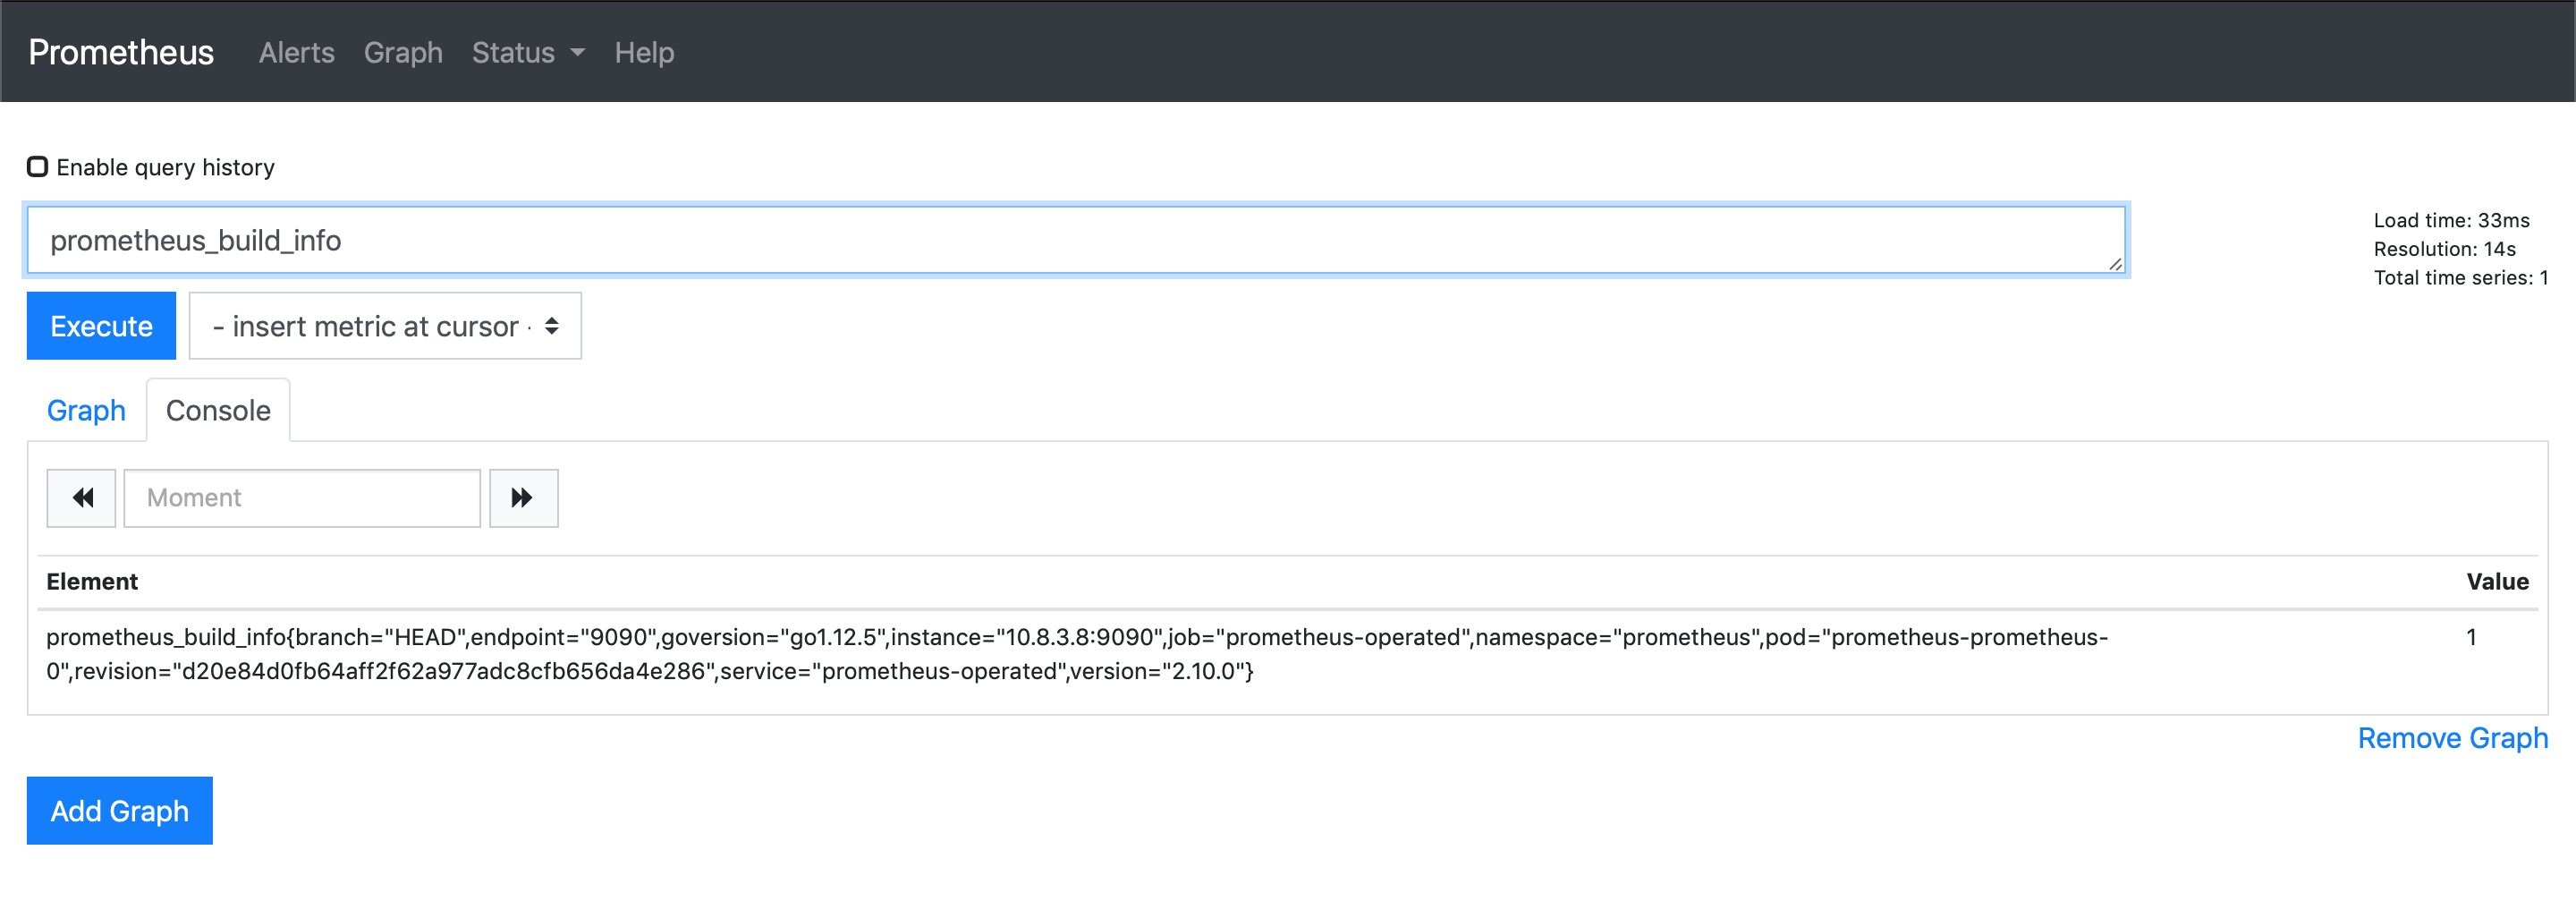 Prometheus Alerts Graph Status Help
Enable query history
prometheus_build_info
Load time: 33ms
Resolution: 14s
Total time series: 1
Execute - insert metric at cursor -
Graph Console
Moment
Element Value
prometheus_build_info{branch="HEAD",endpoint="9090",goversion="go1.12.5",instance="10.8.3.8:9090",job="prometheus-operated",namespace="prometheus",pod="prometheus-prometheus- 1
0",revision="d20e84d0fb64aff2f62a977adc8cfb656da4e286",service="prometheus-operated",version="2.10.0"}
Remove Graph
Add Graph